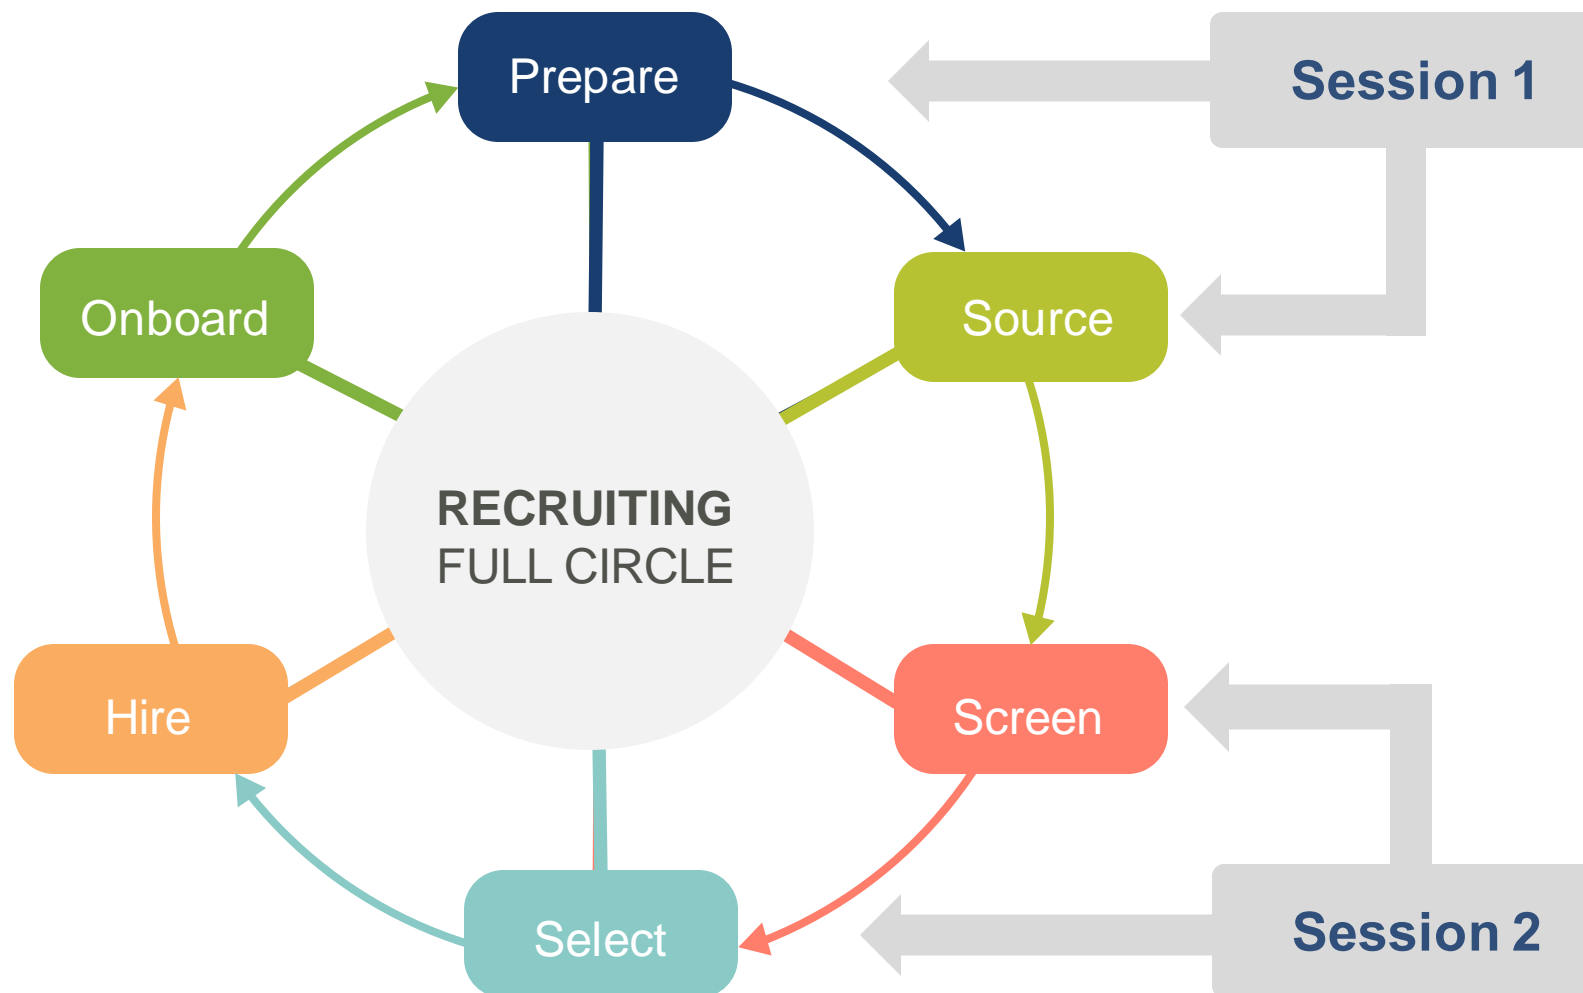 Prepare
Session 1
Onboard
Source
RECRUITING
FULL CIRCLE
Hire
Screen
Select
Session 2